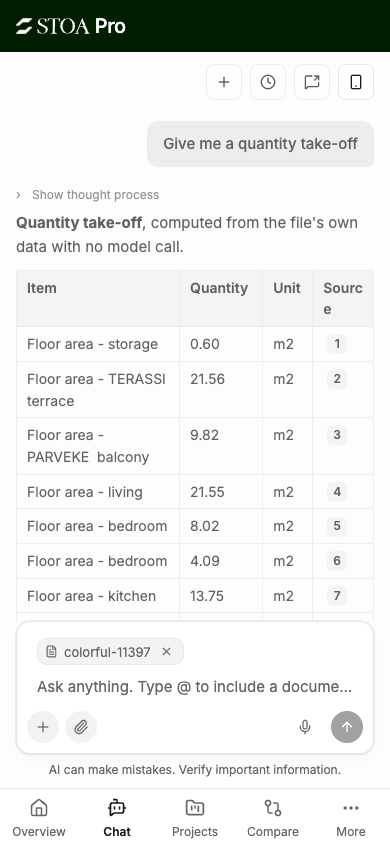 STOA Pro
Give me a quantity take-off
Show thought process
Quantity take-off, computed from the file's own
data with no model call.
Item Quantity Unit Sourc
e
Floor area - storage 0.60 m2 1
Floor area - TERASSI 21.56 m2 2
terrace
Floor area - 9.82 m2 3
PARVEKE balcony
Floor area - living 21.55 m2 4
Floor area - bedroom 8.02 m2 5
Floor area - bedroom 4.09 m2 6
Floor area - kitchen 13.75 m2 7
colorful-11397
Ask anything. Type @ to include a docume...
AI can make mistakes. Verify important information.
Overview Chat Projects Compare More